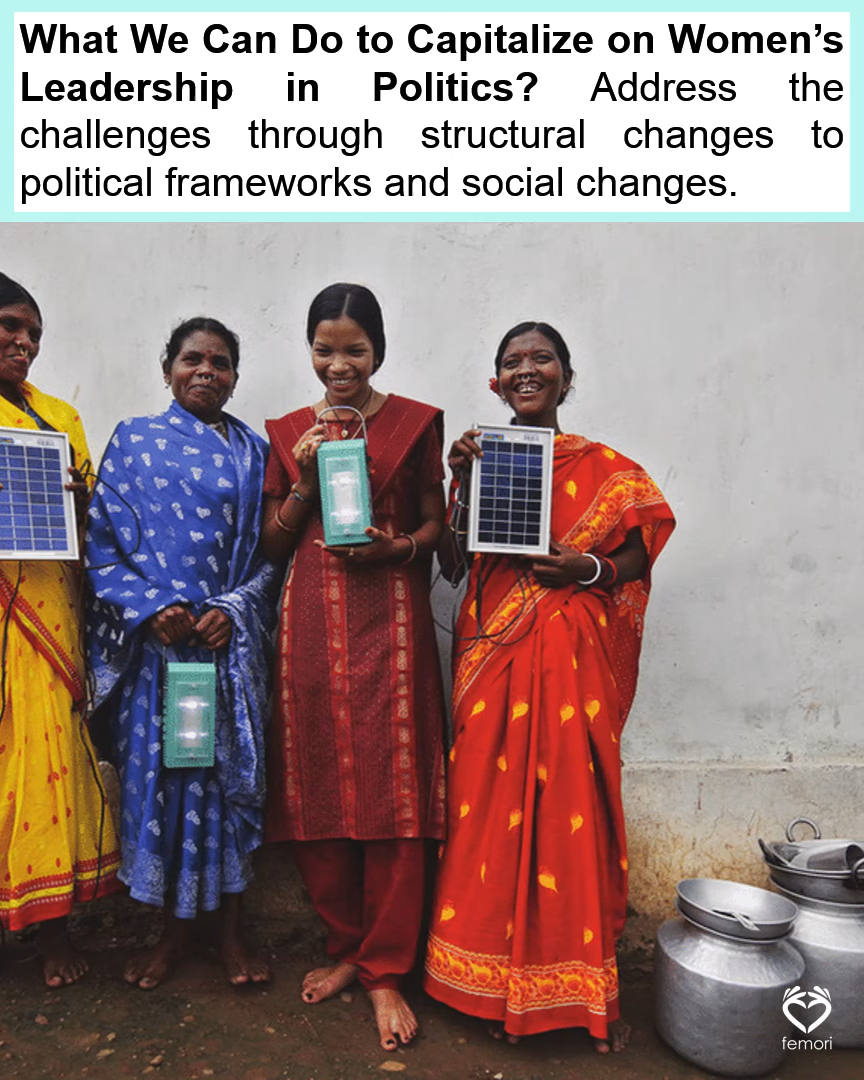 What We Can Do to Capitalize on Women’s
Leadership in Politics? Address the
challenges through structural changes to
political frameworks and social changes.
femori